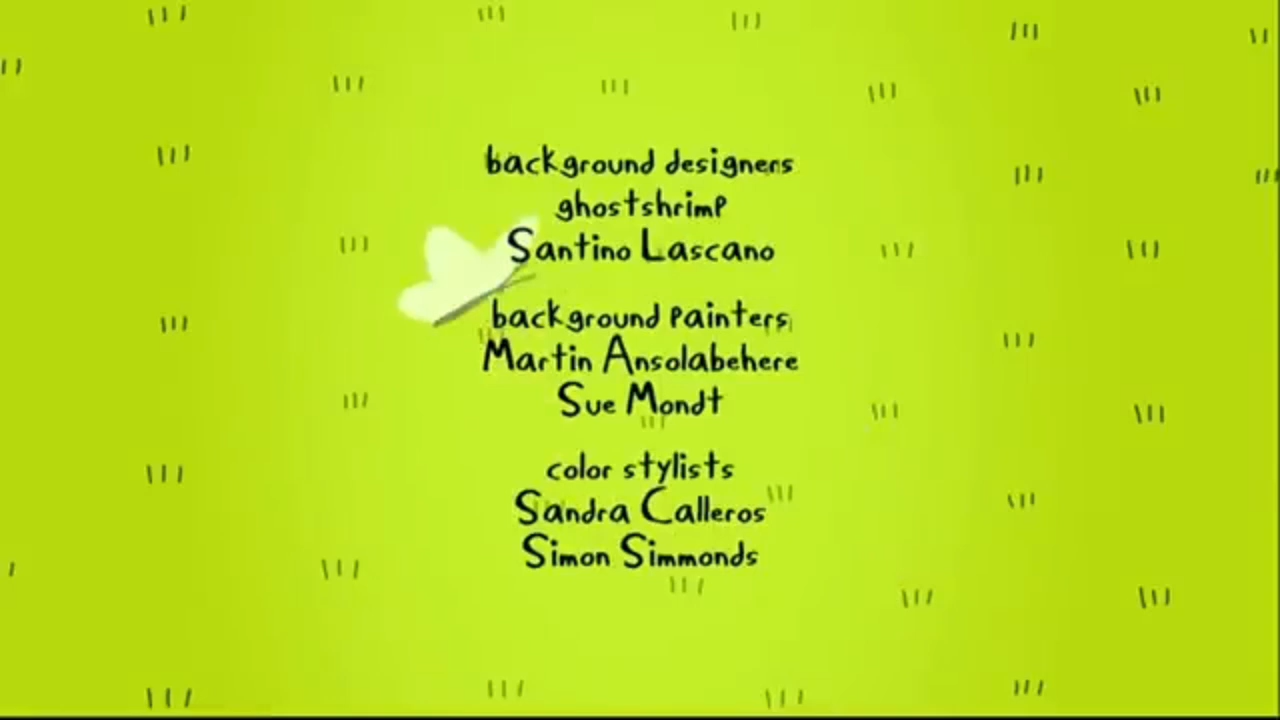 background designers
ghostshrimp
Santino Lascano
background painters
Martin Ansolabehere
Sue Mondt
color stylists
Sandra Calleros
Simon Simmonds